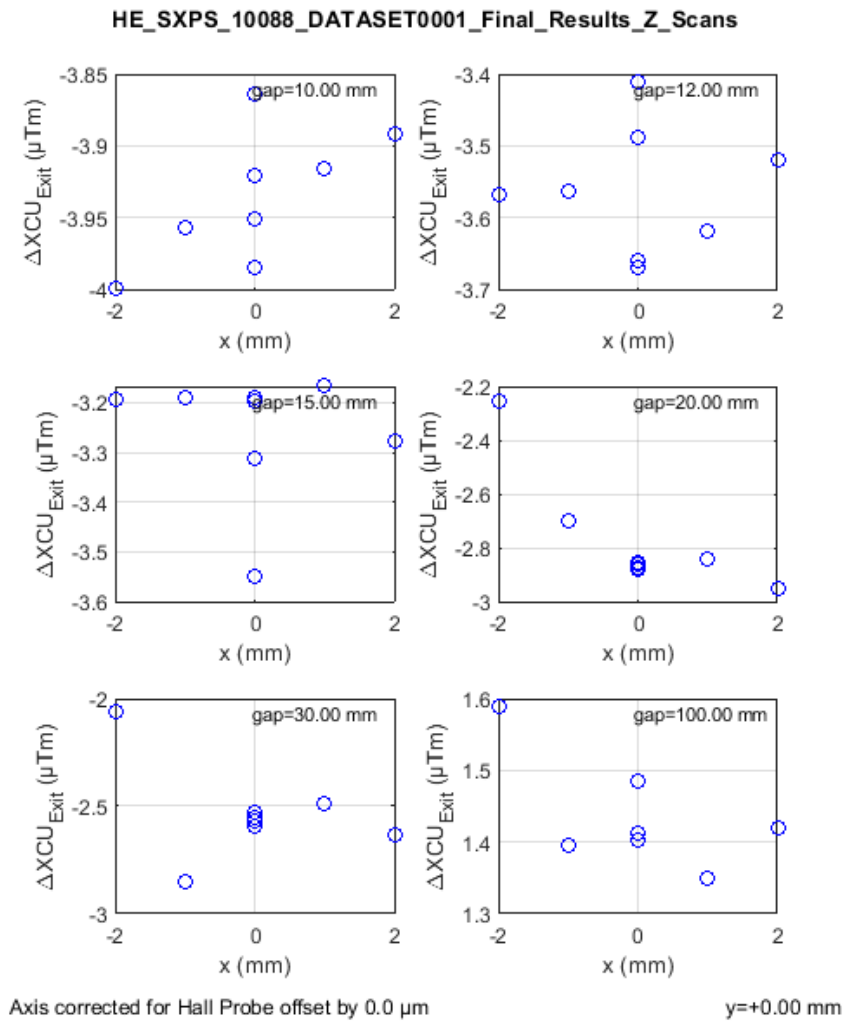 HE_SXPS_10088_DATASET0001_Final_Results_Z_Scans
gap=10.00 mm
-3.85
-3.9
-3.95
-4
ΔXCU_Exit (µTm)
-2 0 2
x (mm)
gap=12.00 mm
-3.4
-3.5
-3.6
-3.7
ΔXCU_Exit (µTm)
-2 0 2
x (mm)
gap=15.00 mm
-3.2
-3.3
-3.4
-3.5
-3.6
ΔXCU_Exit (µTm)
-2 0 2
x (mm)
gap=20.00 mm
-2.2
-2.4
-2.6
-2.8
-3
ΔXCU_Exit (µTm)
-2 0 2
x (mm)
gap=30.00 mm
-2
-2.5
-3
ΔXCU_Exit (µTm)
-2 0 2
x (mm)
gap=100.00 mm
1.6
1.5
1.4
1.3
ΔXCU_Exit (µTm)
-2 0 2
x (mm)
Axis corrected for Hall Probe offset by 0.0 µm
y=+0.00 mm